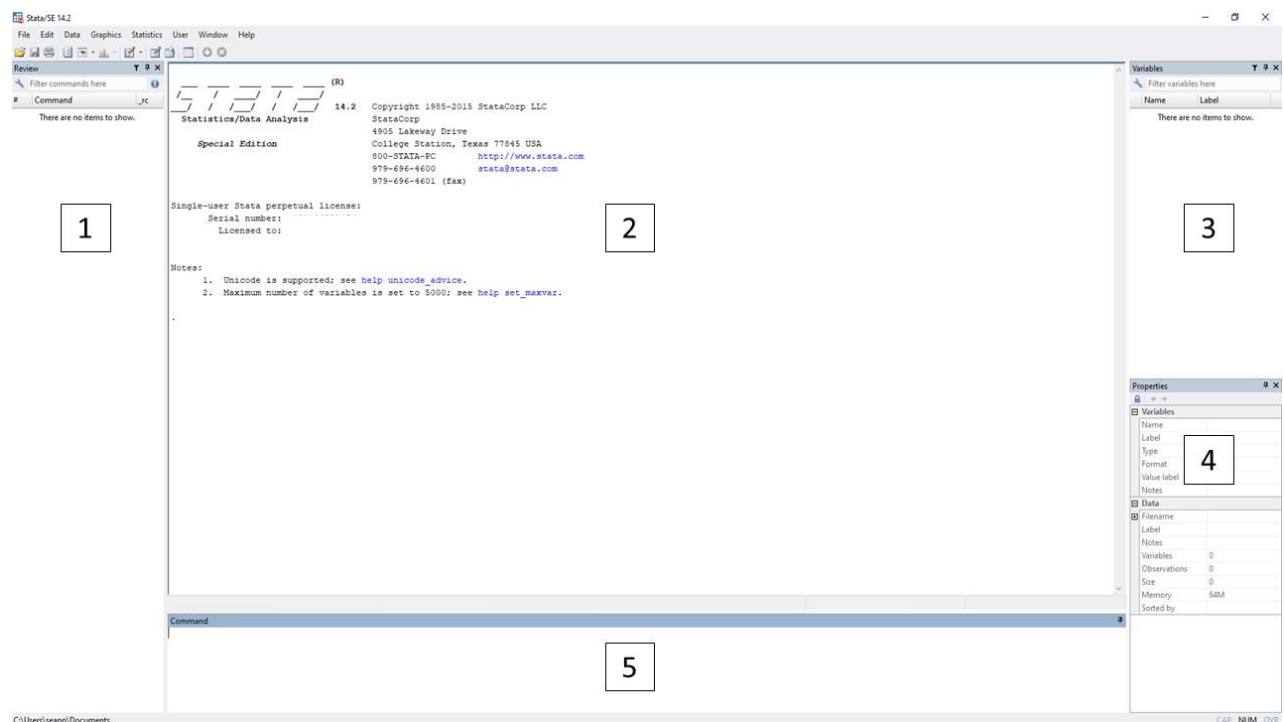 Stata/SE 14.2
File Edit Data Graphics Statistics User Window Help
Review
Filter commands here
# Command _rc
There are no items to show.
1
(R)
STATA
14.2 Copyright 1985-2015 StataCorp LLC
Statistics/Data Analysis StataCorp
4905 Lakeway Drive
Special Edition College Station, Texas 77845 USA
800-STATA-PC http://www.stata.com
979-696-4600 stata@stata.com
979-696-4601 (fax)
Single-user Stata perpetual license:
Serial number:
Licensed to:
2
Notes:
1. Unicode is supported; see help unicode_advice.
2. Maximum number of variables is set to 5000; see help set_maxvar.
.
Command
5
Variables
Filter variables here
Name Label
There are no items to show.
3
Properties
Variables
Name
Label
Type
Format
Value label
Notes
4
Data
Filename
Label
Notes
Variables 0
Observations 0
Size 0
Memory 64M
Sorted by
C:\Users\seanp\Documents
CAP NUM OVR